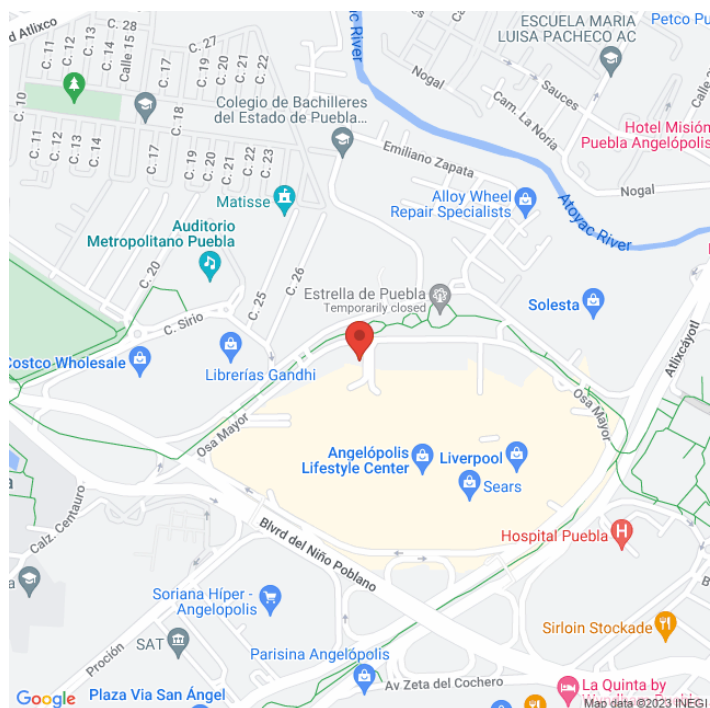 d Atlixco
C. 28
C. 11
C. 12
C. 13
C. 14
Calle 15
C. 27
C. 19
C. 20
C. 21
C. 22
C. 10
C. 18
C. 11
C. 12
C. 13
C. 14
C. 17
C. 17
C. 19
C. 20
C. 21
C. 22
C. 23
ic River
ESCUELA MARIA
LUISA PACHECO AC
Petco Pu
Nogal
Sauces
Cam. La Noria
Hotel Misión
Puebla Angelópolis
Nogal
Colegio de Bachilleres
del Estado de Puebla...
Emiliano Zapata
Matisse
Alloy Wheel
Repair Specialists
Atoyac River
Auditorio
Metropolitano Puebla
C. 20
C. 25
C. 26
Estrella de Puebla
Temporarily closed
Solesta
C. Sirio
Atlixcáyotl
Costco Wholesale
Librerías Gandhi
Osa Mayor
Osa Mayor
Angelópolis
Lifestyle Center
Liverpool
Sears
Calz. Centauro.
Blvrd del Niño Poblano
Hospital Puebla
a
a
Soriana Híper -
Angelopolis
Sirloin Stockade
SAT
Proción
Parisina Angelópolis
B
Plaza Via San Ángel
Av Zeta del Cochero
La Quinta by
Google
Map data ©2023 INEGI